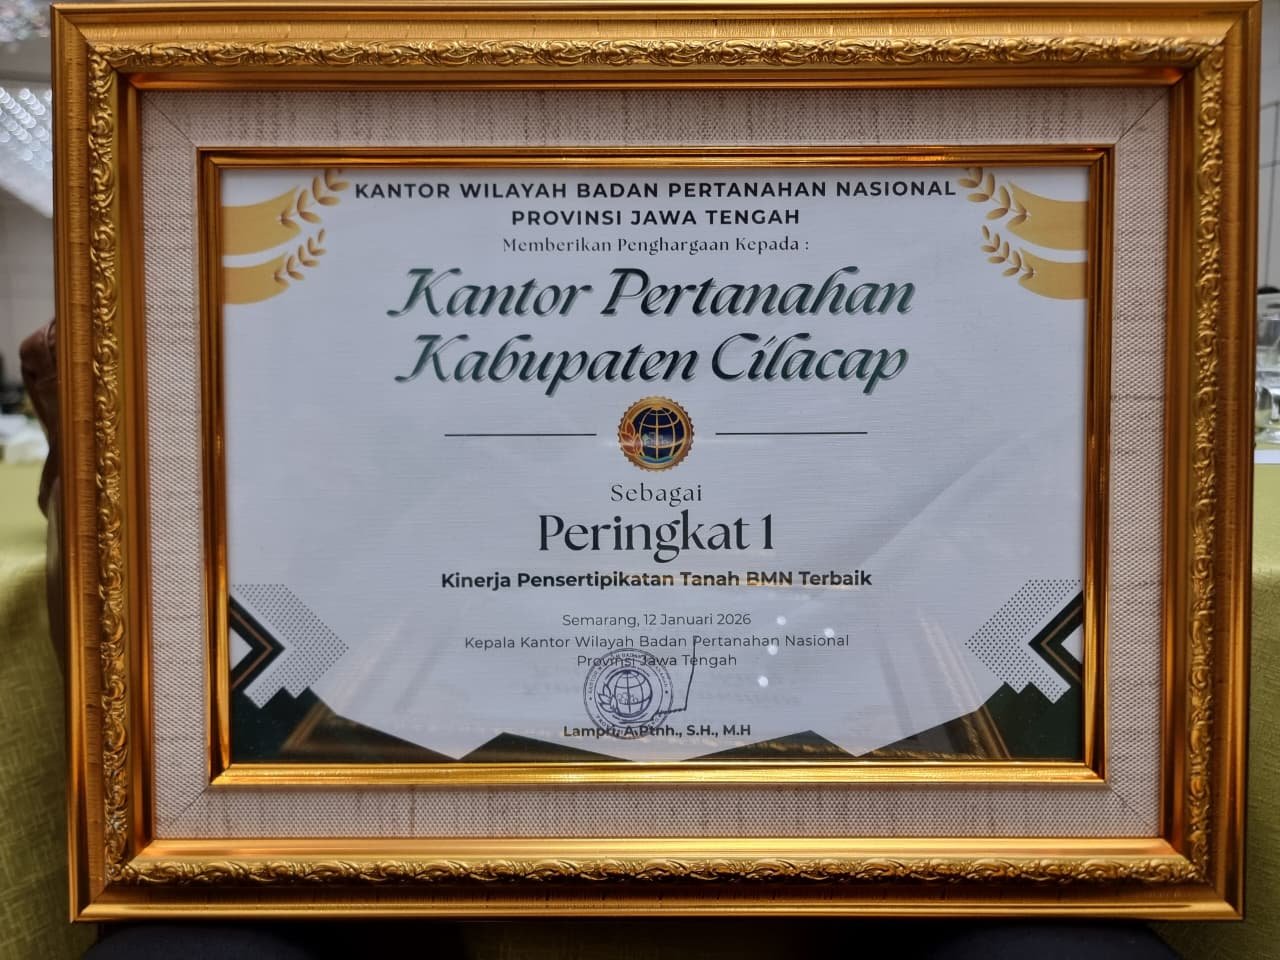 KANTOR WILAYAH BADAN PERTANAHAN NASIONAL
PROVINSI JAWA TENGAH
Memberikan Penghargaan Kepada :
Kantor Pertanahan
Kabupaten Cilacap
Sebagai
Peringkat 1
Kinerja Pensertipikatan Tanah BMN Terbaik
Semarang, 12 Januari 2026
Kepala Kantor Wilayah Badan Pertanahan Nasional
Provinsi Jawa Tengah
Lampri, A.Ptnh., S.H., M.H